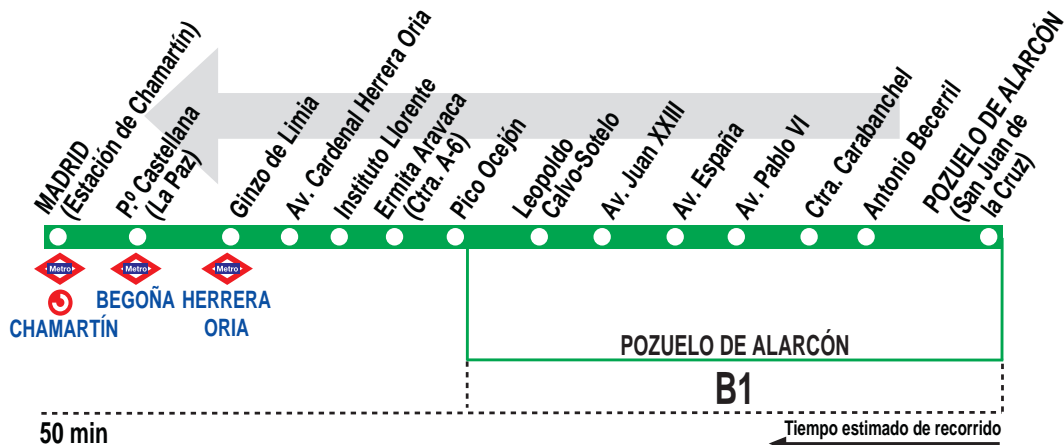 MADRID
(Estación de Chamartín)
P.º Castellana
(La Paz)
Ginzo de Limia
Av. Cardenal Herrera Oria
Instituto Llorente
Ermita Aravaca
(Ctra. A-6)
Pico Ocejón
Leopoldo
Calvo-Sotelo
Av. Juan XXIII
Av. España
Av. Pablo VI
Ctra. Carabanchel
Antonio Becerril
POZUELO DE ALARCÓN
(San Juan de
la Cruz)
Metro
Metro
Metro
CHAMARTÍN
BEGOÑA
HERRERA
ORIA
POZUELO DE ALARCÓN
B1
50 min
Tiempo estimado de recorrido